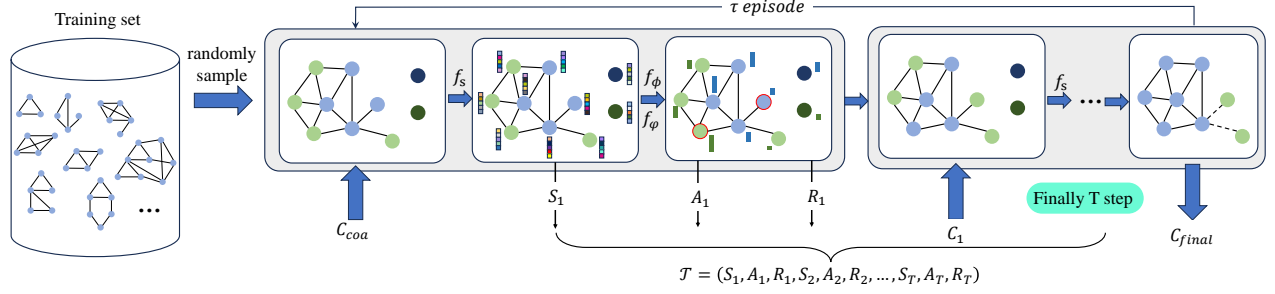 Training set
τ episode
randomly
sample
f_s
f_ϕ
f_φ
f_s
•••
•••
S_1
A_1
R_1
Finally T step
C_coa
C_1
C_final
𝒯 = (S_1, A_1, R_1, S_2, A_2, R_2, ..., S_T, A_T, R_T)